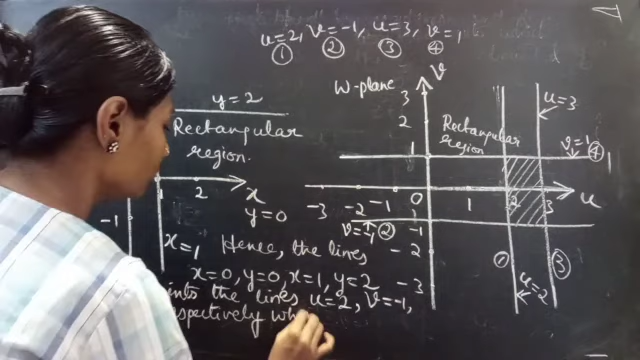 u=2, v=-1, u=3, v=1
① ② ③ ④
y=2
Rectangular
region.
1 2
x
y=0
-1
x=1
W-plane
v
3
2
1
u=3
Rectangular
region
v=1 ④
1
-3 -2 -1 0 1 2 3 u
v=-1 ②
-1
-2
-3
① ③
u=2
Hence, the lines
x=0, y=0, x=1, y=2
into the lines u=2, v=-1,